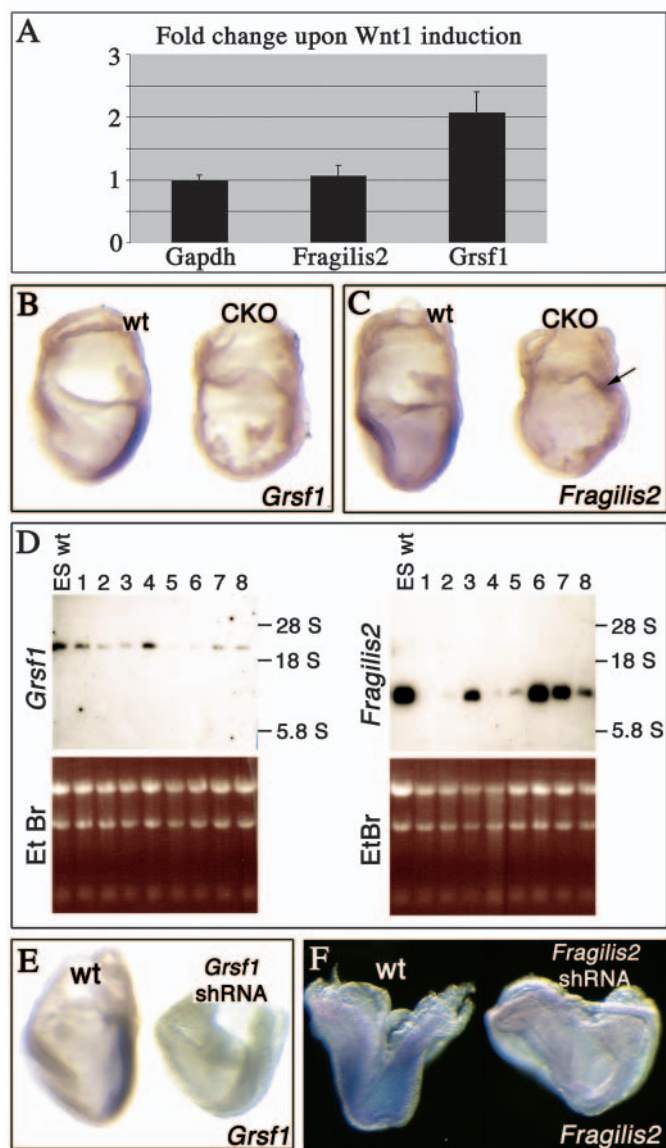 A
Fold change upon Wnt1 induction
3
2
1
0
Gapdh
Fragilis2
Grsf1
B
wt
CKO
Grsf1
C
wt
CKO
Fragilis2
D
ES wt
1 2 3 4 5 6 7 8
Grsf1
28 S
18 S
5.8 S
Et Br
ES wt
1 2 3 4 5 6 7 8
Fragilis2
28 S
18 S
5.8 S
EtBr
E
wt
Grsf1
shRNA
Grsf1
F
wt
Fragilis2
shRNA
Fragilis2